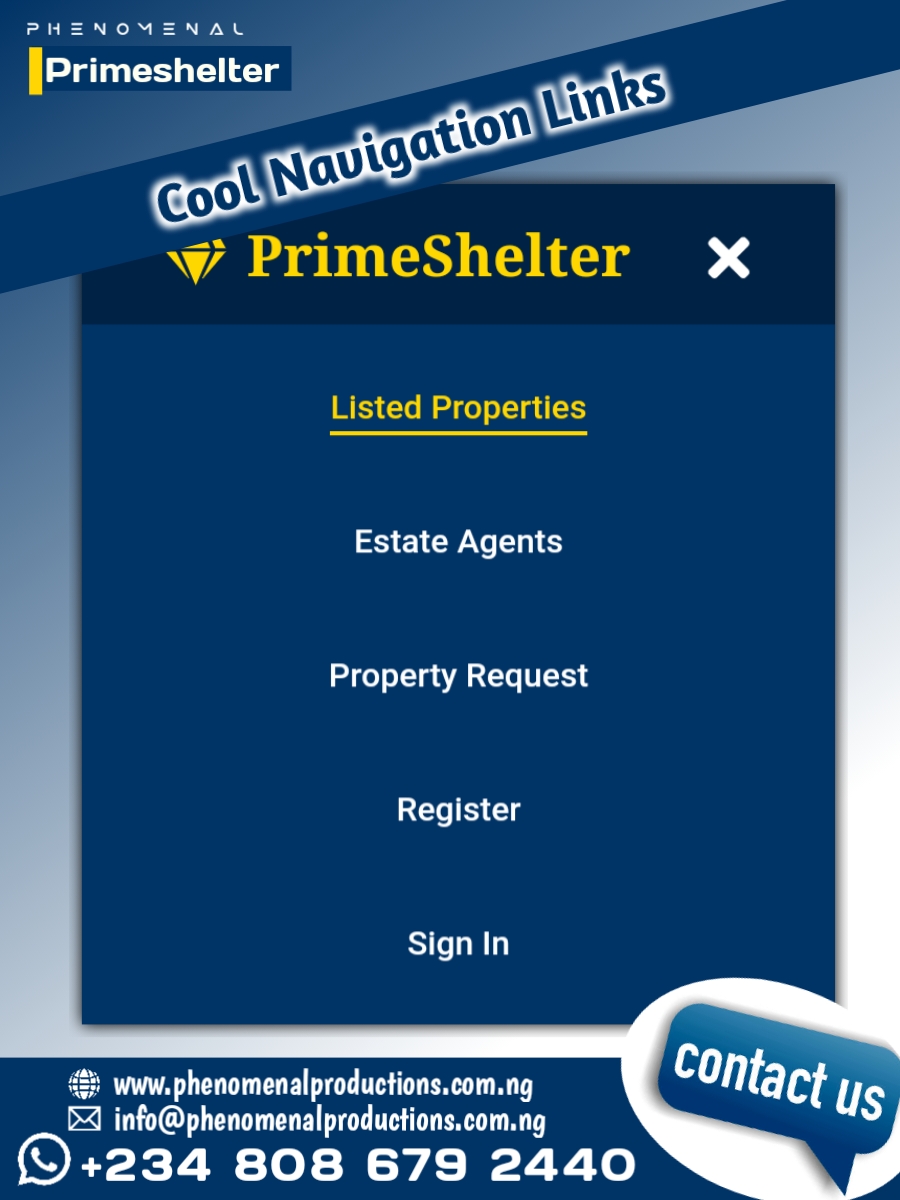 PHENOMENAL
Primeshelter
Cool Navigation Links
PrimeShelter
Listed Properties
Estate Agents
Property Request
Register
Sign In
contact us
www.phenomenalproductions.com.ng
info@phenomenalproductions.com.ng
+234 808 679 2440